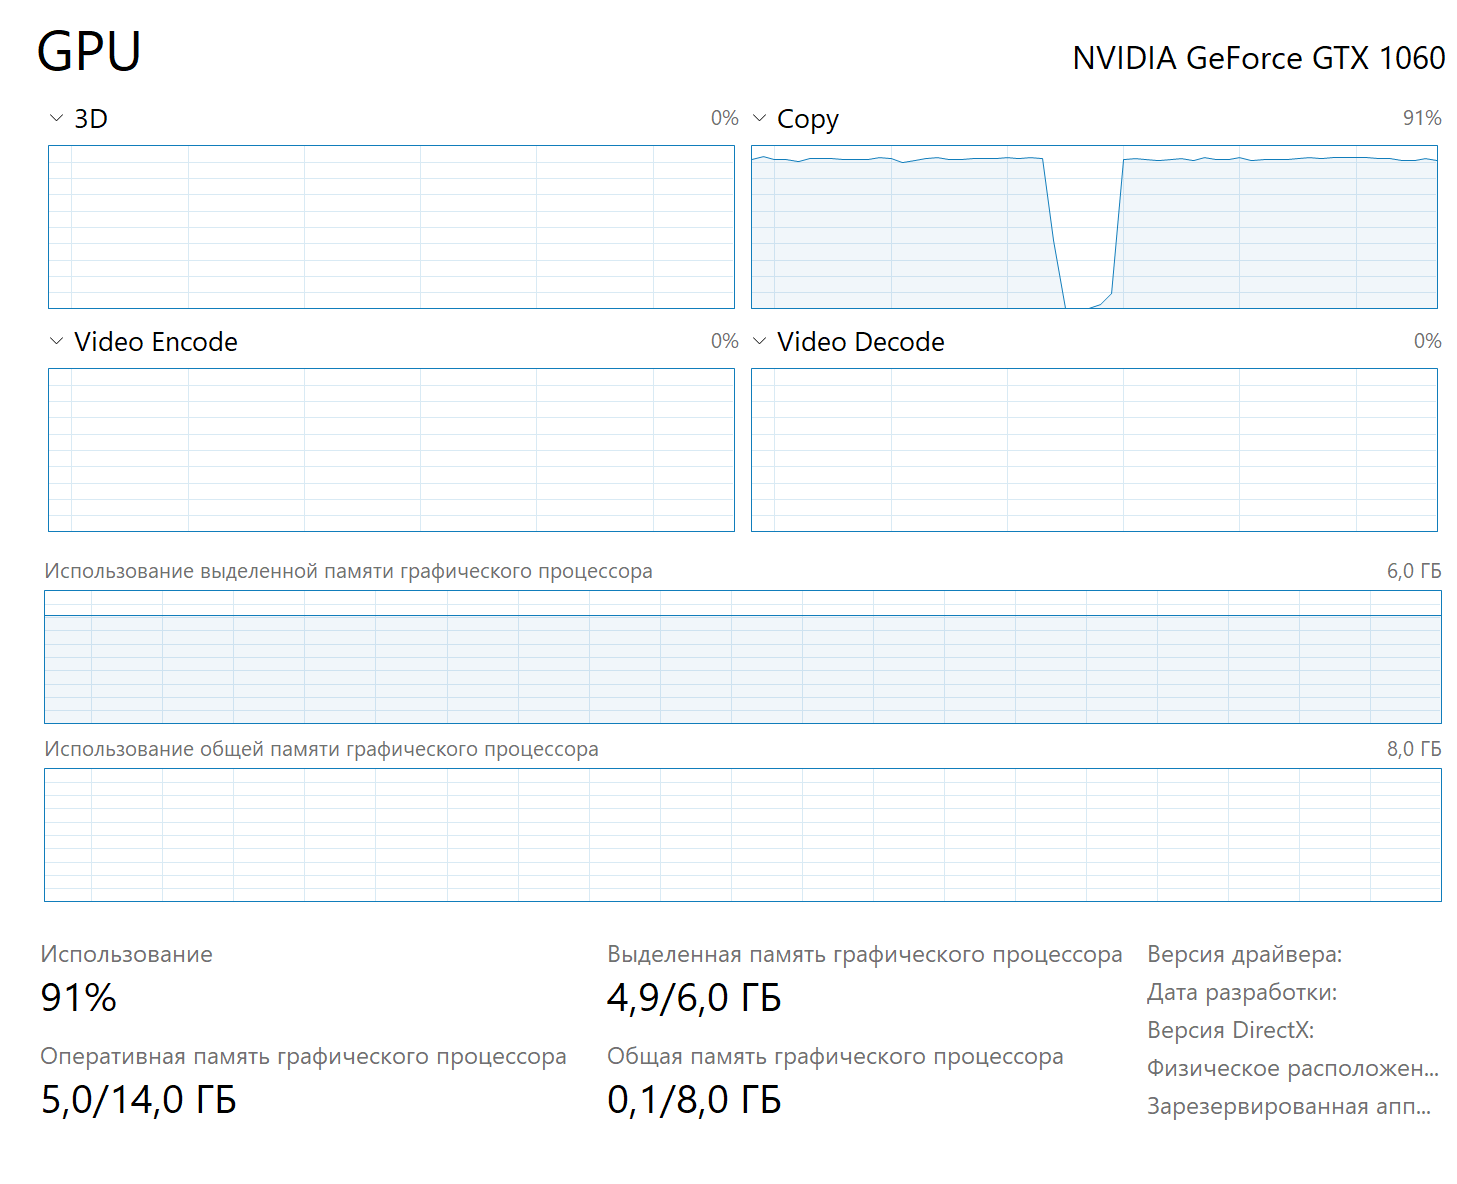 GPU
NVIDIA GeForce GTX 1060
3D 0%
Copy 91%
Video Encode 0%
Video Decode 0%
Использование выделенной памяти графического процессора 6,0 ГБ
Использование общей памяти графического процессора 8,0 ГБ
Использование
91%
Оперативная память графического процессора
5,0/14,0 ГБ
Выделенная память графического процессора
4,9/6,0 ГБ
Общая память графического процессора
0,1/8,0 ГБ
Версия драйвера:
Дата разработки:
Версия DirectX:
Физическое расположен...
Зарезервированная апп...